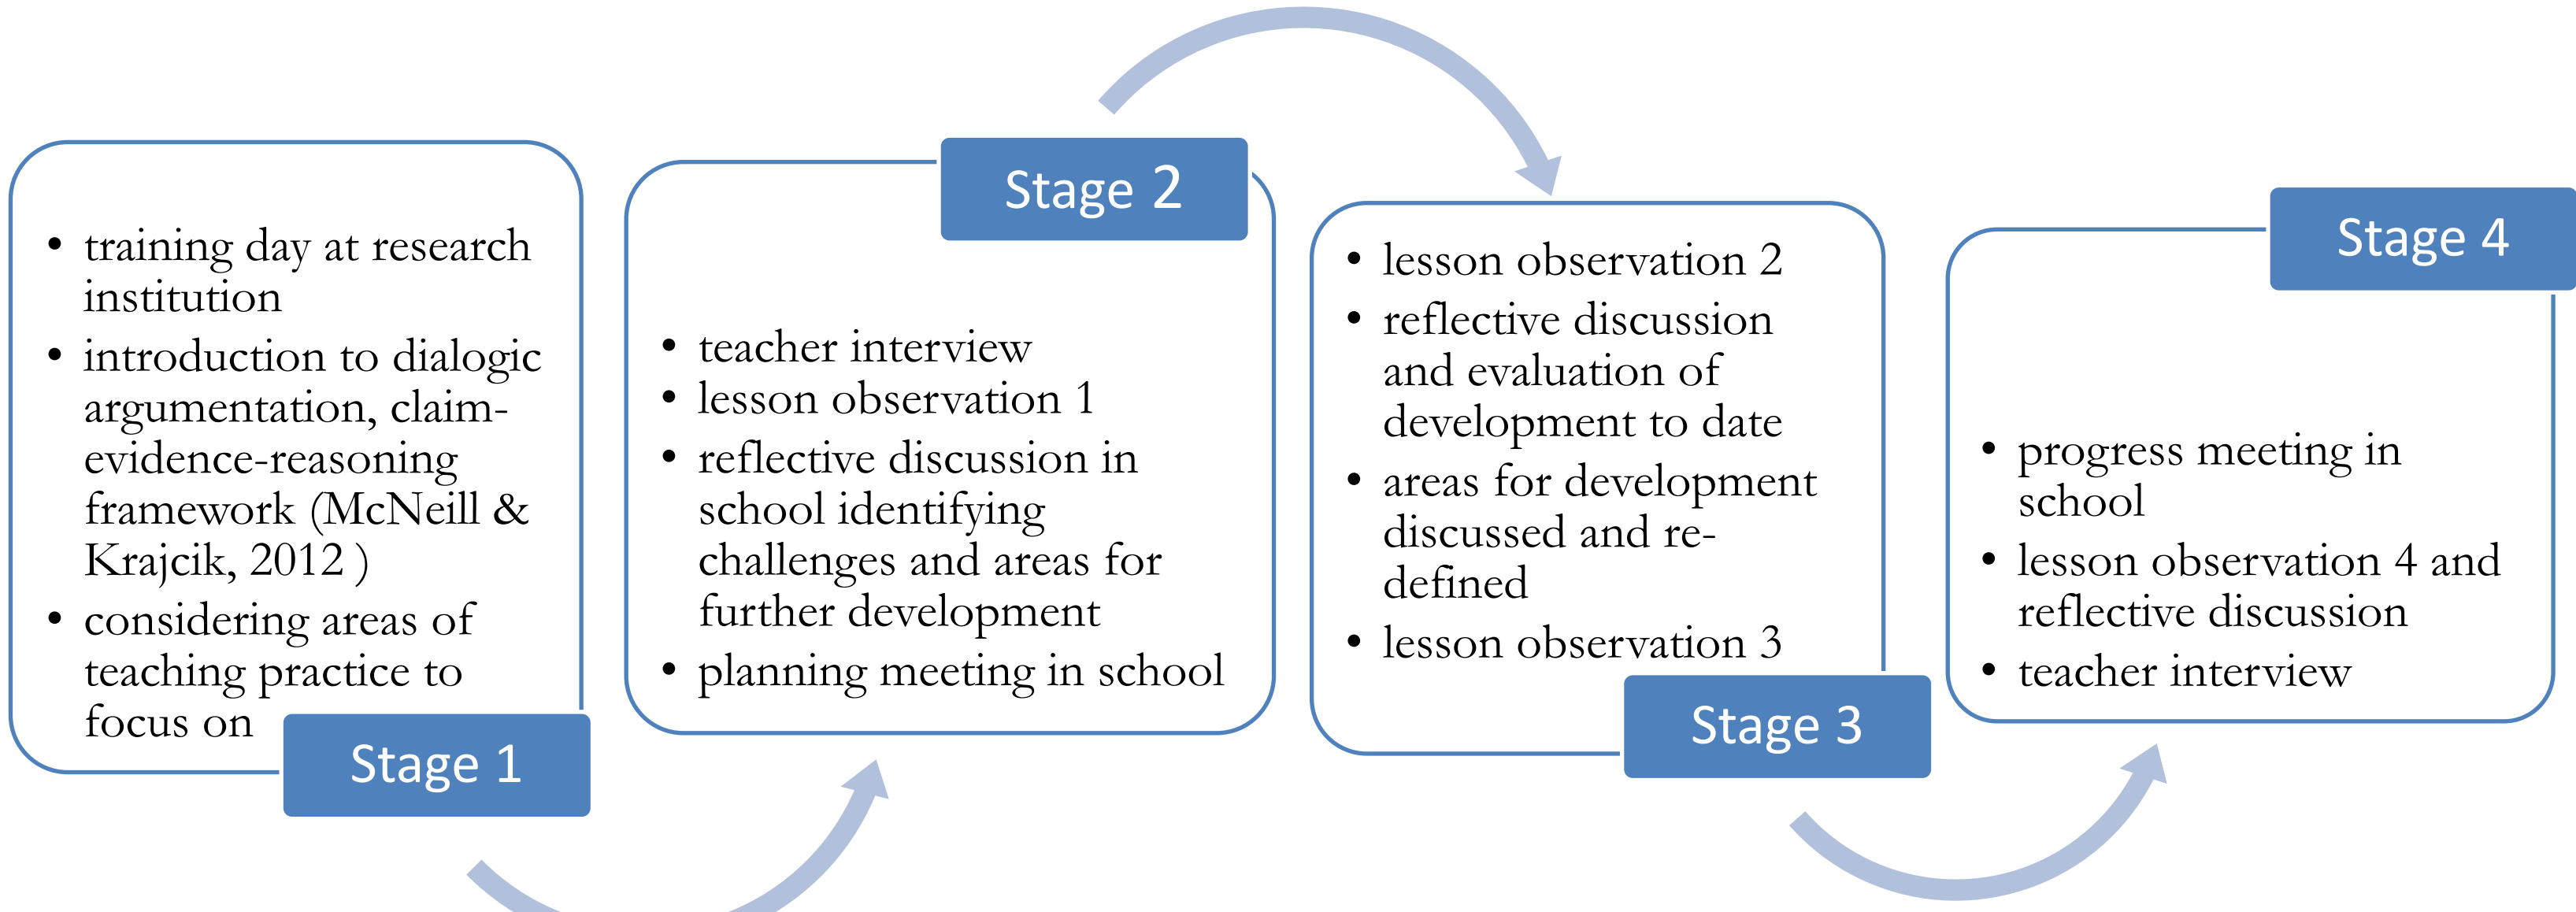 • training day at research
institution
• introduction to dialogic
argumentation, claim-
evidence-reasoning
framework (McNeill &
Krajcik, 2012 )
• considering areas of
teaching practice to
focus on
Stage 1
Stage 2
• teacher interview
• lesson observation 1
• reflective discussion in
school identifying
challenges and areas for
further development
• planning meeting in school
• lesson observation 2
• reflective discussion
and evaluation of
development to date
• areas for development
discussed and re-
defined
• lesson observation 3
Stage 3
Stage 4
• progress meeting in
school
• lesson observation 4 and
reflective discussion
• teacher interview